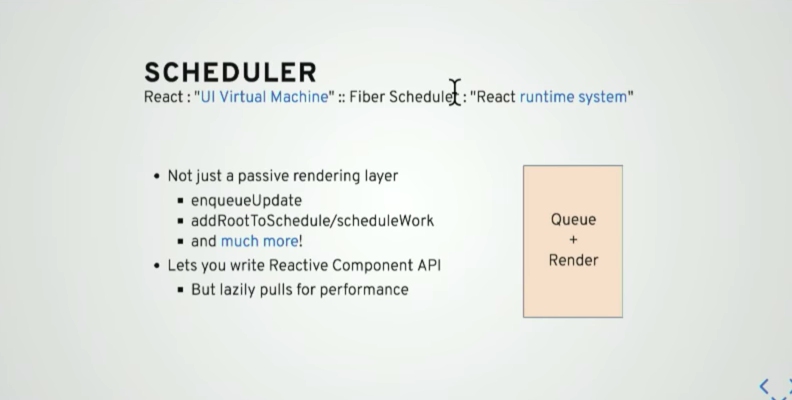 SCHEDULER
React : "UI Virtual Machine" :: Fiber Scheduler : "React runtime system"
• Not just a passive rendering layer
▪ enqueueUpdate
▪ addRootToSchedule/scheduleWork
▪ and much more!
• Lets you write Reactive Component API
▪ But lazily pulls for performance
Queue
+
Render